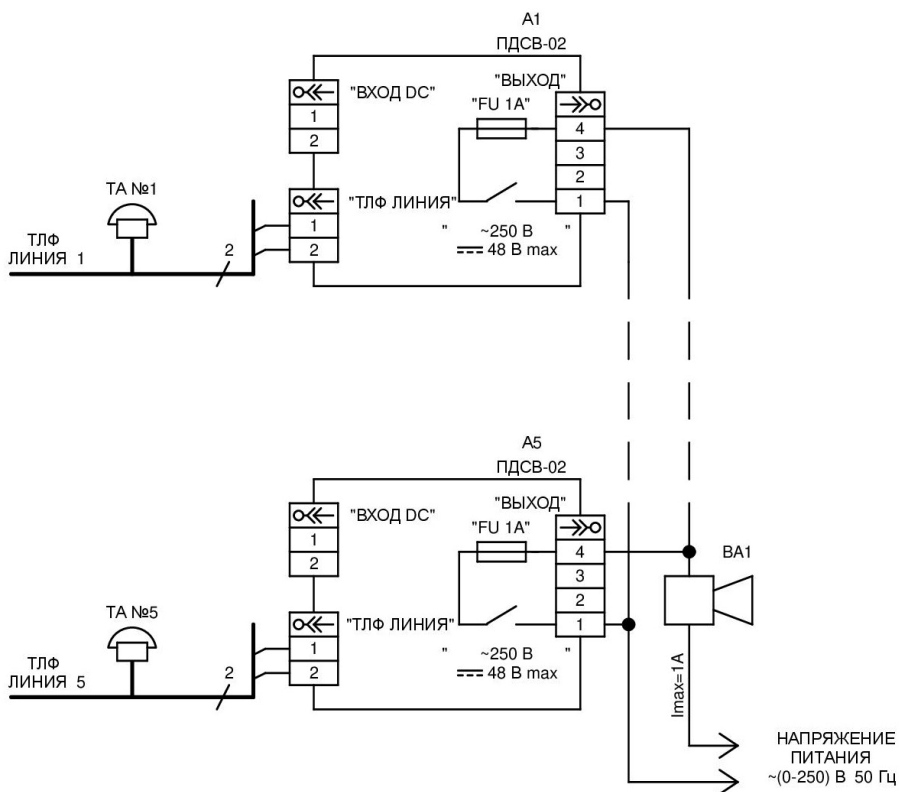 A1
ПДСВ-02
"ВХОД DC"
1
2
"ВЫХОД"
"FU 1A"
4
3
2
1
ТА №1
"ТЛФ ЛИНИЯ"
1
2
ТЛФ
ЛИНИЯ 1
2
" ~250 В "
48 В max
A5
ПДСВ-02
"ВХОД DC"
1
2
"ВЫХОД"
"FU 1A"
4
3
2
1
BA1
ТА №5
"ТЛФ ЛИНИЯ"
1
2
ТЛФ
ЛИНИЯ 5
2
" ~250 В "
48 В max
Imax=1A
НАПРЯЖЕНИЕ
ПИТАНИЯ
~(0-250) В 50 Гц